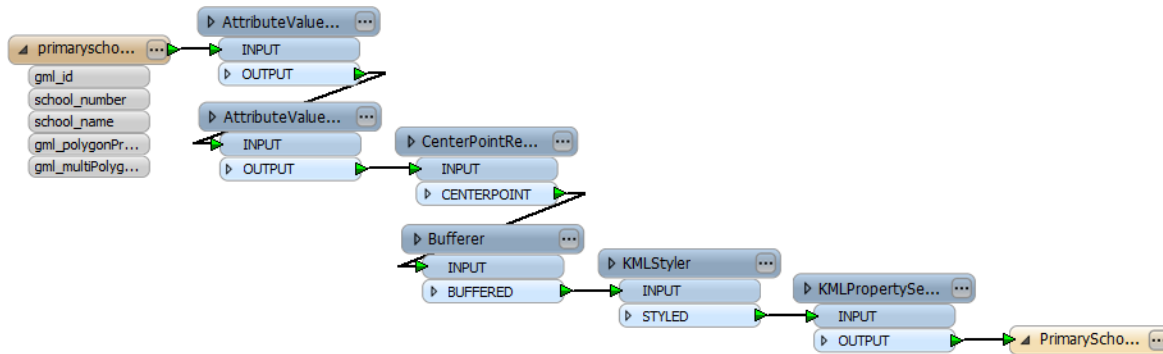 AttributeValue...
primaryscho...
INPUT
OUTPUT
gml_id
school_number
school_name
gml_polygonPr...
gml_multiPolyg...
AttributeValue...
INPUT
OUTPUT
CenterPointRe...
INPUT
CENTERPOINT
Bufferer
INPUT
BUFFERED
KMLStyler
INPUT
STYLED
KMLPropertySe...
INPUT
OUTPUT
PrimaryScho...